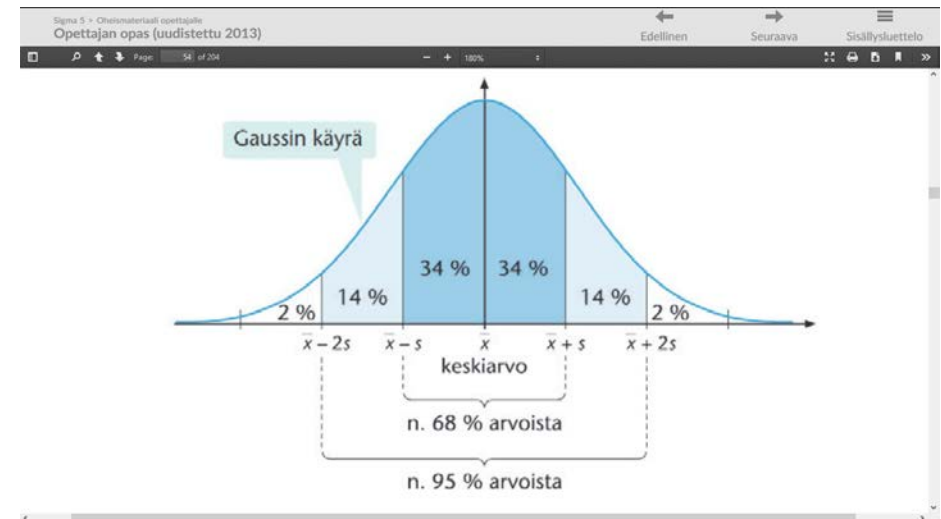 Sigma 5 > Oheismateriaali opettajalle
Opettajan opas (uudistettu 2013)
Edellinen
Seuraava
Sisällysluettelo
Page: 54 of 204
− + 180%
Gaussin käyrä
34 % 34 %
14 % 14 %
2 % 2 %
x̅ − 2s x̅ − s x̅ x̅ + s x̅ + 2s
keskiarvo
n. 68 % arvoista
n. 95 % arvoista